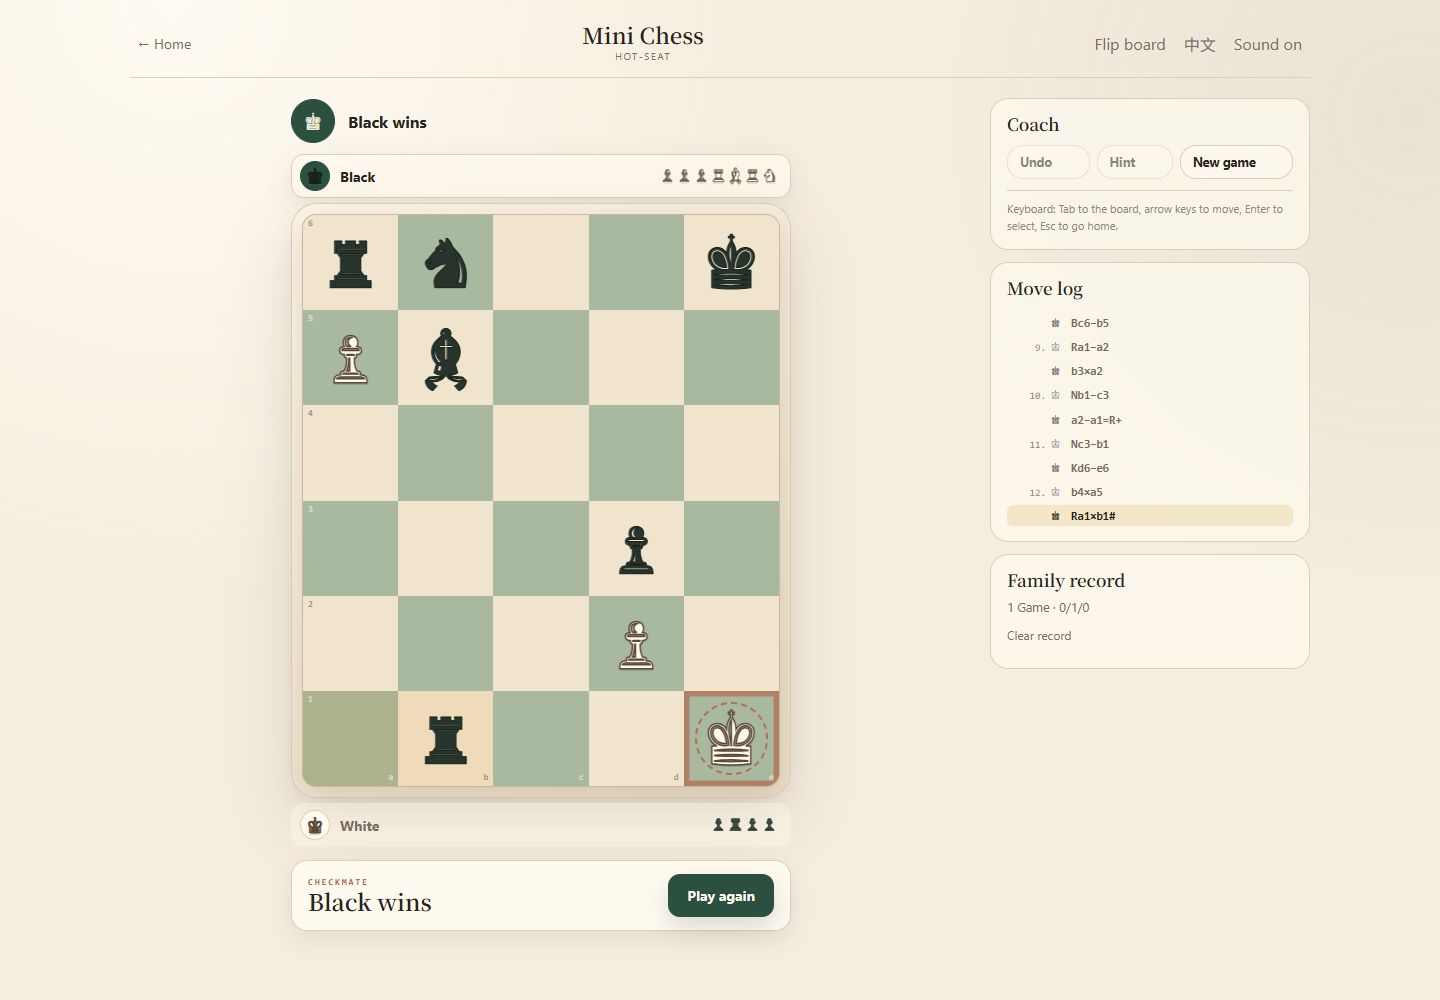 ← Home
Mini Chess
HOT-SEAT
Flip board
中文
Sound on
Black wins
Black
6
5
4
3
2
1
a
b
c
d
e
White
CHECKMATE
Black wins
Play again
Coach
Undo
Hint
New game
Keyboard: Tab to the board, arrow keys to move, Enter to
select, Esc to go home.
Move log
♚ Bc6–b5
9. ♔ Ra1–a2
♚ b3×a2
10. ♔ Nb1–c3
♚ a2–a1=R+
11. ♔ Nc3–b1
♚ Kd6–e6
12. ♔ b4×a5
♚ Ra1×b1#
Family record
1 Game · 0/1/0
Clear record